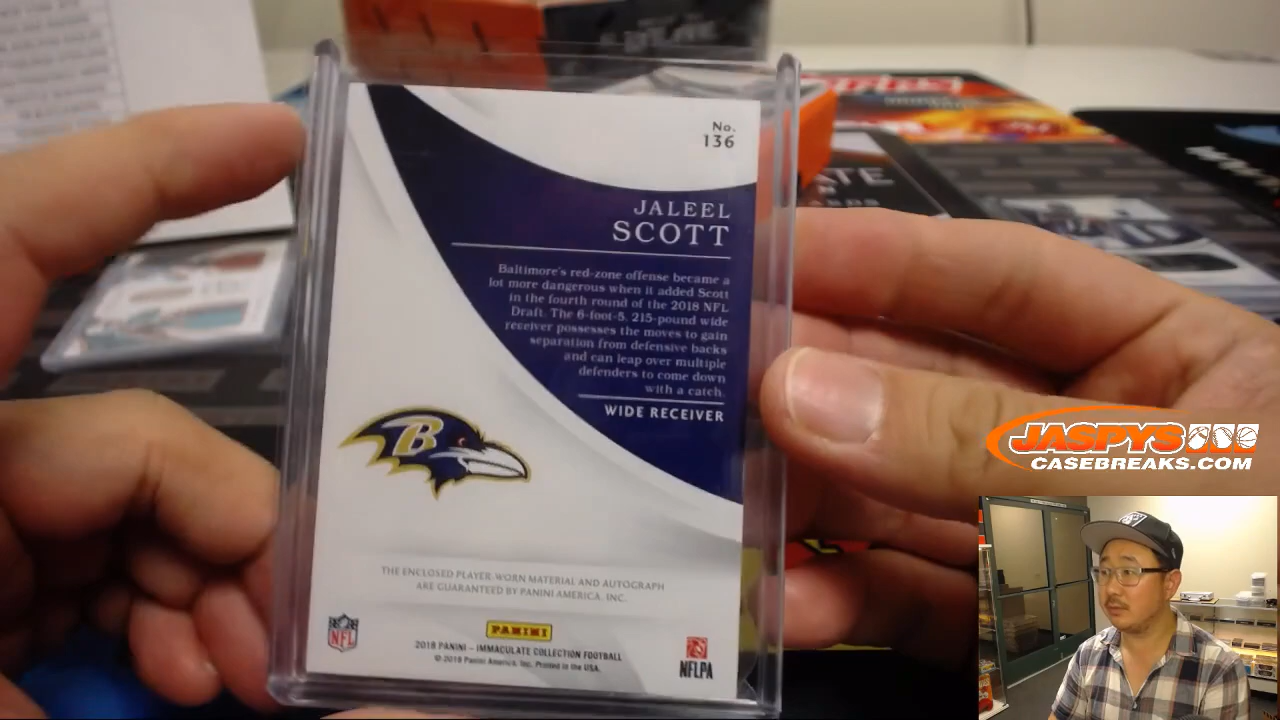 No.
136
JALEEL
SCOTT
Baltimore's red-zone offense became a
lot more dangerous when it added Scott
in the fourth round of the 2018 NFL
Draft. The 6-foot-5, 215-pound wide
receiver possesses the moves to gain
separation from defensive backs
and can leap over multiple
defenders to come down
with a catch.
WIDE RECEIVER
B
THE ENCLOSED PLAYER-WORN MATERIAL AND AUTOGRAPH
ARE GUARANTEED BY PANINI AMERICA, INC.
NFL
PANINI
2018 PANINI – IMMACULATE COLLECTION FOOTBALL
© 2018 Panini America, Inc. Printed in the USA.
NFLPA
JASPYS
CASEBREAKS.COM